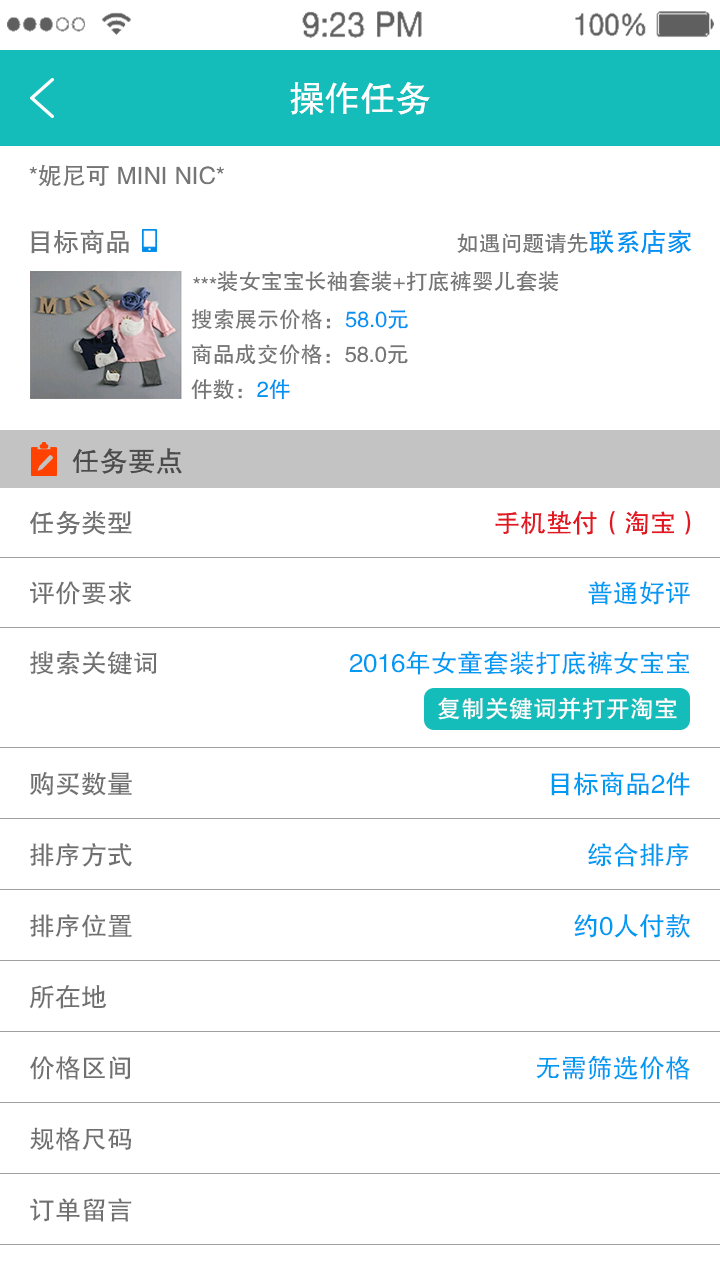 9:23 PM
100%
操作任务
*妮尼可 MINI NIC*
目标商品
如遇问题请先联系店家
MINI
***装女宝宝长袖套装+打底裤婴儿套装
搜索展示价格：58.0元
商品成交价格：58.0元
件数：2件
任务要点
任务类型
手机垫付（淘宝）
评价要求
普通好评
搜索关键词
2016年女童套装打底裤女宝宝
复制关键词并打开淘宝
购买数量
目标商品2件
排序方式
综合排序
排序位置
约0人付款
所在地
价格区间
无需筛选价格
规格尺码
订单留言